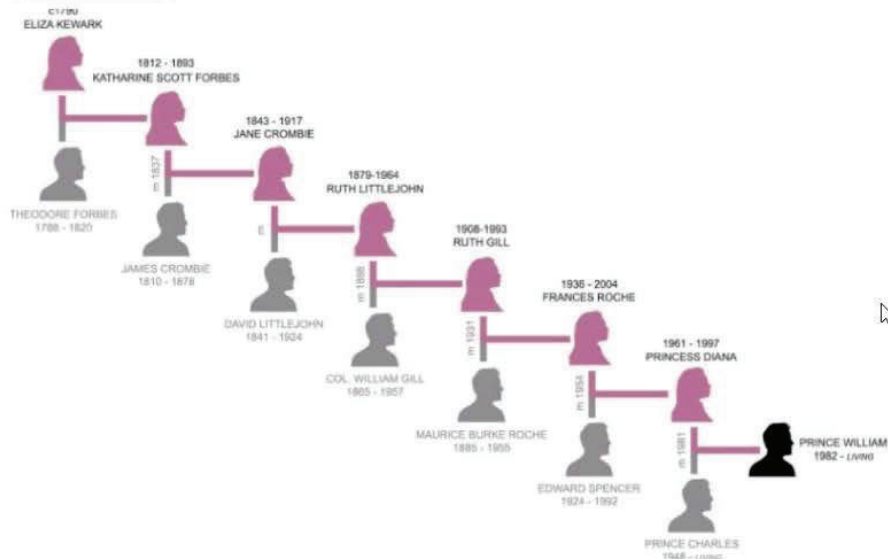 c1790
ELIZA KEWARK
1812 - 1893
KATHARINE SCOTT FORBES
1843 - 1917
JANE CROMBIE
m 1837
1879-1964
RUTH LITTLEJOHN
THEODORE FORBES
1788 - 1820
m
1908-1993
RUTH GILL
JAMES CROMBIE
1810 - 1878
m 1898
1936 - 2004
FRANCES ROCHE
DAVID LITTLEJOHN
1841 - 1924
m 1931
1961 - 1997
PRINCESS DIANA
COL. WILLIAM GILL
1865 - 1957
m 1954
MAURICE BURKE ROCHE
1885 - 1955
m 1981
PRINCE WILLIAM
1982 - LIVING
EDWARD SPENCER
1924 - 1992
PRINCE CHARLES
1948 - LIVING